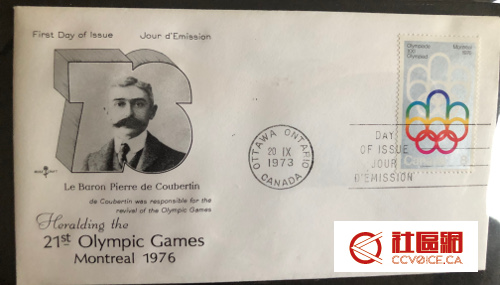 First Day of Issue Jour d'Emission
76
Le Baron Pierre de Coubertin
de Coubertin was responsible for the
revival of the Olympic Games
Heralding the
21st Olympic Games
Montreal 1976
OTTAWA ONTARIO
20 IX
1973
CANADA
DAY
OF ISSUE
JOUR
D'EMISSION
Montréal
1976
社區網
CCVOICE.CA